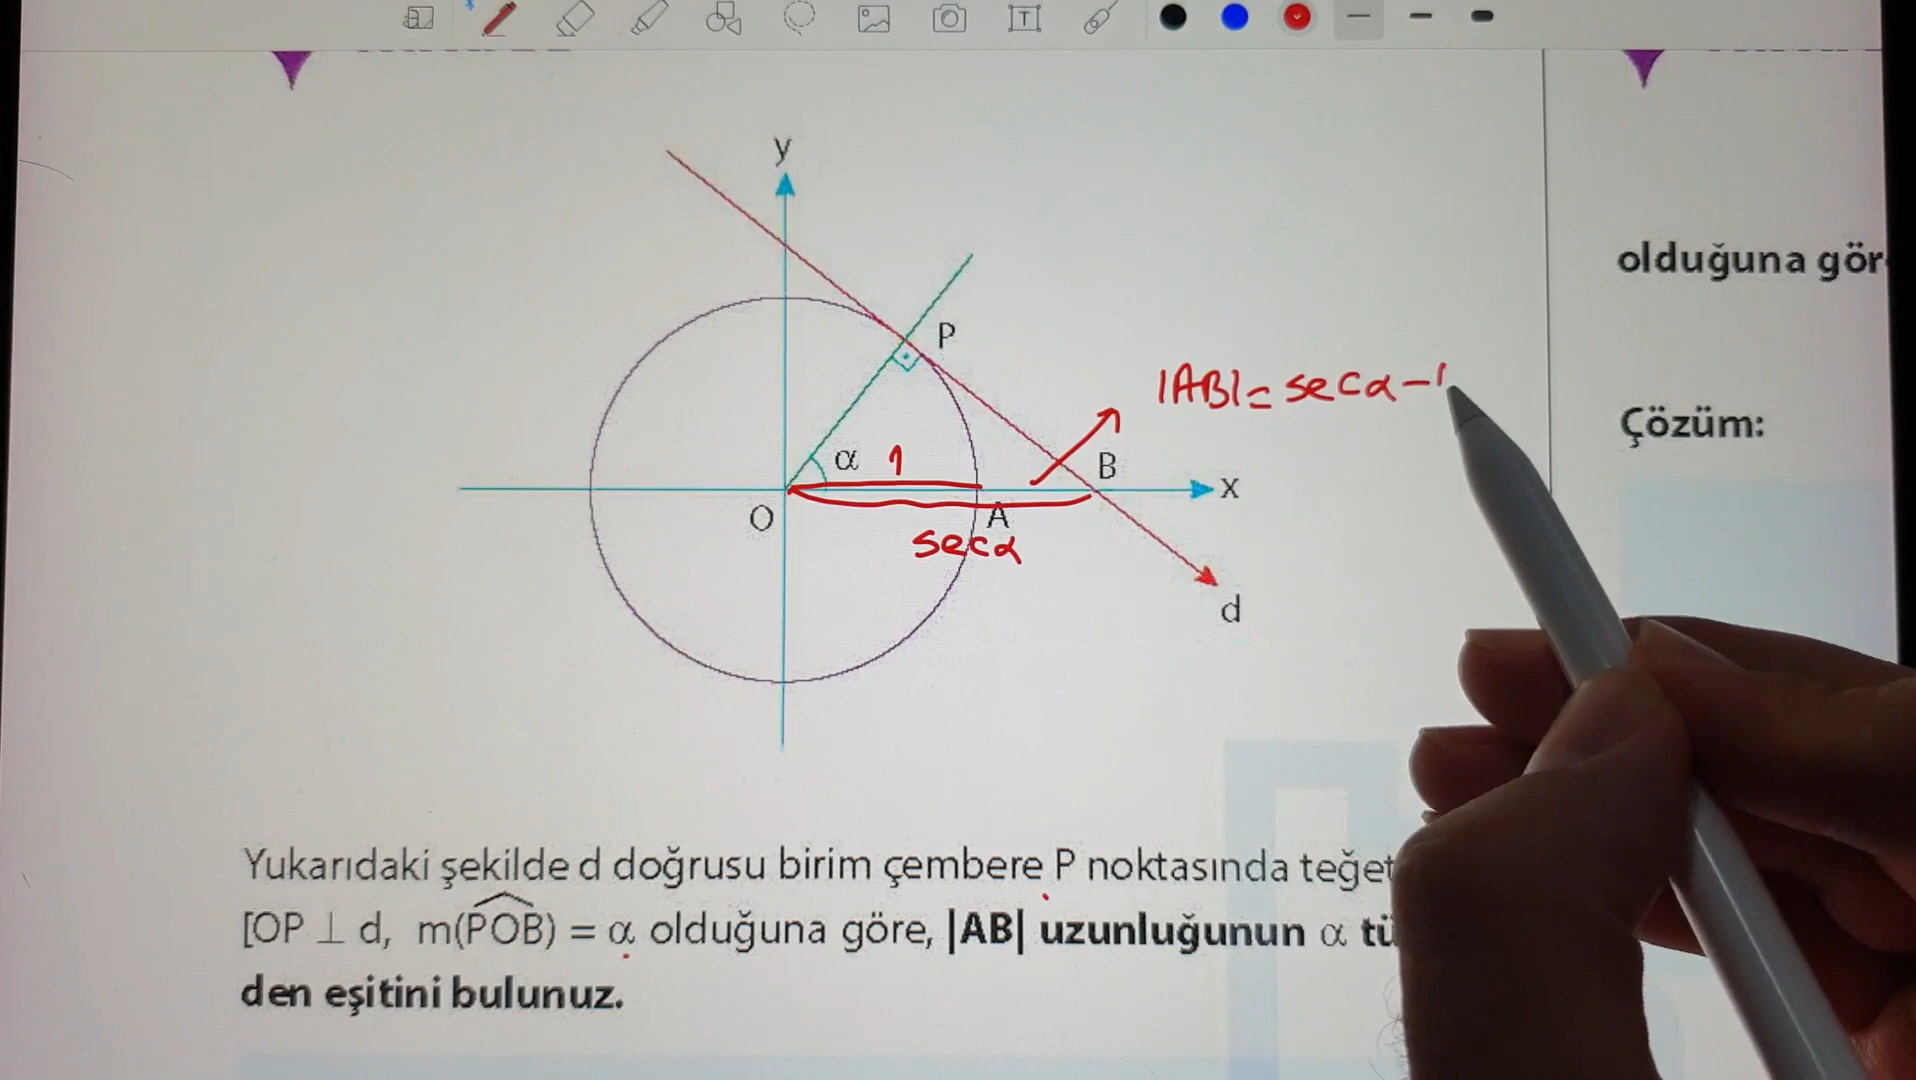 a
T
y
olduğuna gör
P
|AB| = secα - 1
Çözüm:
α 1
B
x
O
A
secα
d
Yukarıdaki şekilde d doğrusu birim çembere P noktasında teğet
[OP ⊥ d, m(POB) = α olduğuna göre, |AB| uzunluğunun α tü
den eşitini bulunuz.